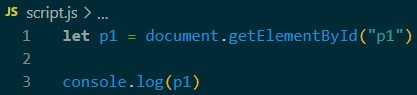 JS script.js > ...
1 let p1 = document.getElementById("p1")
2
3 console.log(p1)